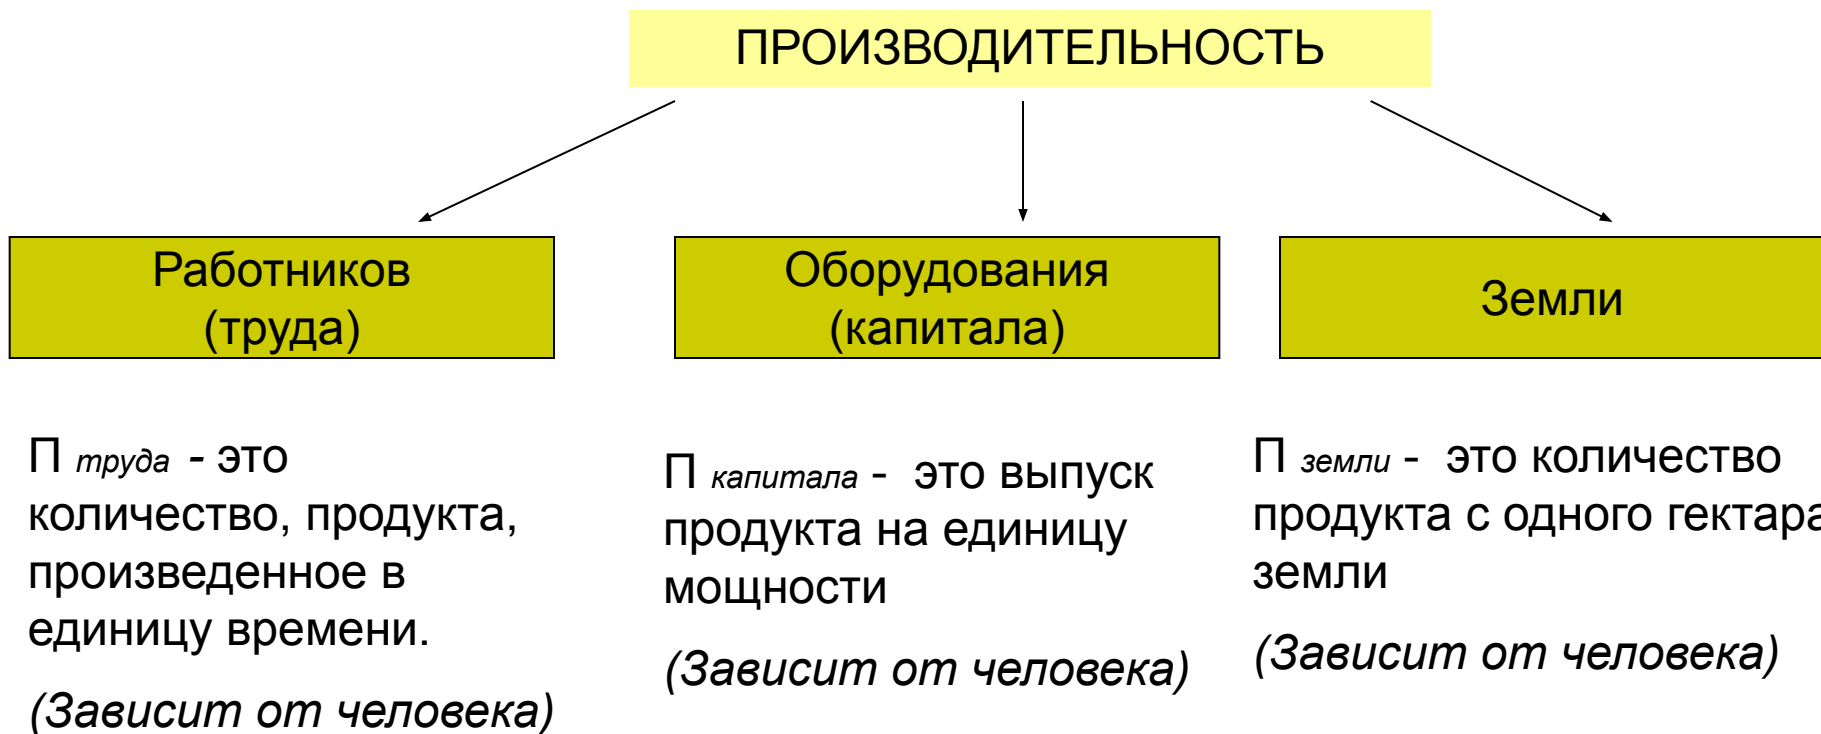 ПРОИЗВОДИТЕЛЬНОСТЬ
Работников
(труда)
Оборудования
(капитала)
Земли
П труда - это
количество, продукта,
произведенное в
единицу времени.
(Зависит от человека)
П капитала - это выпуск
продукта на единицу
мощности
(Зависит от человека)
П земли - это количество
продукта с одного гектара
земли
(Зависит от человека)